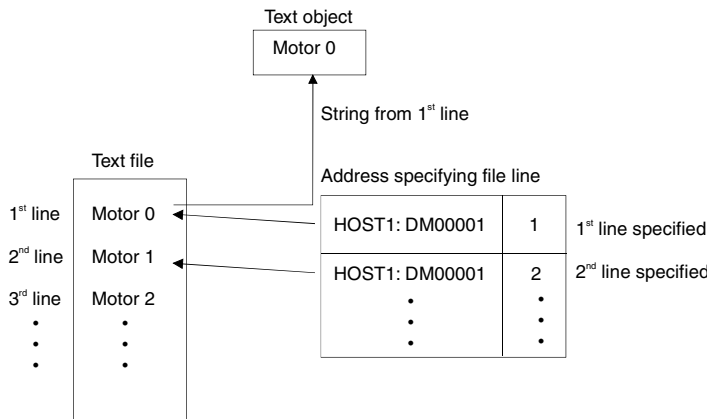 Text object
Motor 0
String from 1st line
Text file
Address specifying file line
1st line Motor 0 HOST1: DM00001 1 1st line specified
2nd line Motor 1 HOST1: DM00001 2 2nd line specified
3rd line Motor 2